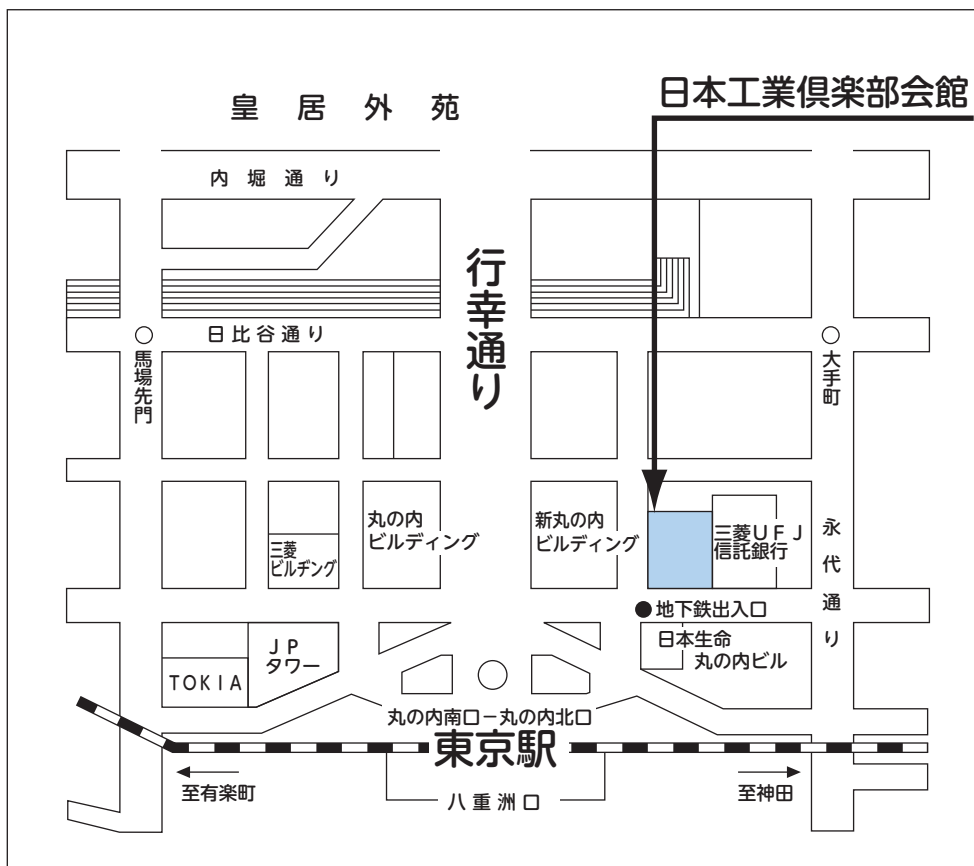 日本工業倶楽部会館
皇居外苑
内堀通り
行幸通り
日比谷通り
馬場先門
大手町
丸の内
ビルディング
新丸の内
ビルディング
三菱UFJ
信託銀行
三菱
ビルヂング
永代通り
地下鉄出入口
日本生命
丸の内ビル
JP
タワー
TOKIA
丸の内南口−丸の内北口
東京駅
至有楽町
八重洲口
至神田